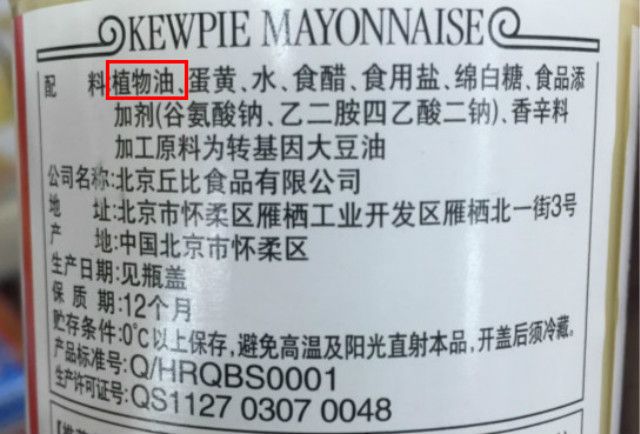 KEWPIE MAYONNAISE
配 料:植物油、蛋黄、水、食醋、食用盐、绵白糖、食品添
加剂(谷氨酸钠、乙二胺四乙酸二钠)、香辛料
加工原料为转基因大豆油
公司名称:北京丘比食品有限公司
地 址:北京市怀柔区雁栖工业开发区雁栖北一街3号
产 地:中国北京市怀柔区
生产日期:见瓶盖
保 质 期:12个月
贮存条件:0℃以上保存,避免高温及阳光直射本品,开盖后须冷藏。
产品标准号:Q/HRQBS0001
生产许可证号:QS1127 0307 0048